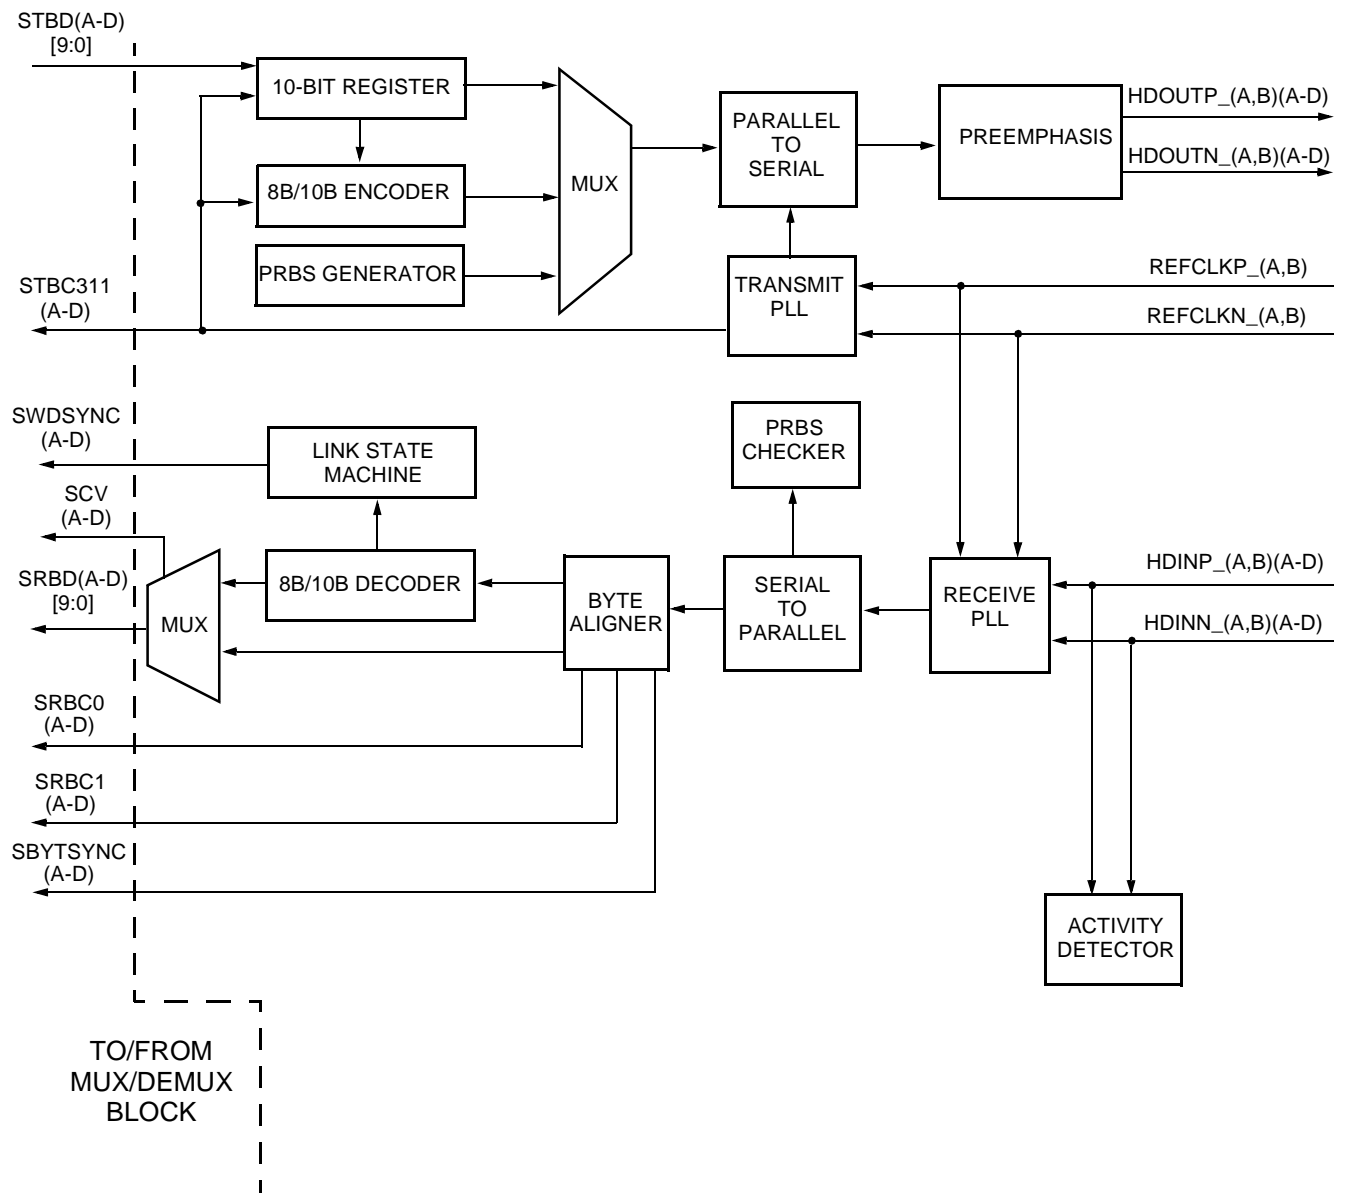 STBD(A-D)
[9:0]
10-BIT REGISTER
8B/10B ENCODER
PRBS GENERATOR
MUX
PARALLEL
TO
SERIAL
PREEMPHASIS
HDOUTP_(A,B)(A-D)
HDOUTN_(A,B)(A-D)
STBC311
(A-D)
TRANSMIT
PLL
REFCLKP_(A,B)
REFCLKN_(A,B)
SWDSYNC
(A-D)
LINK STATE
MACHINE
PRBS
CHECKER
SCV
(A-D)
SRBD(A-D)
[9:0]
MUX
8B/10B DECODER
BYTE
ALIGNER
SERIAL
TO
PARALLEL
RECEIVE
PLL
HDINP_(A,B)(A-D)
HDINN_(A,B)(A-D)
SRBC0
(A-D)
SRBC1
(A-D)
SBYTSYNC
(A-D)
ACTIVITY
DETECTOR
TO/FROM
MUX/DEMUX
BLOCK